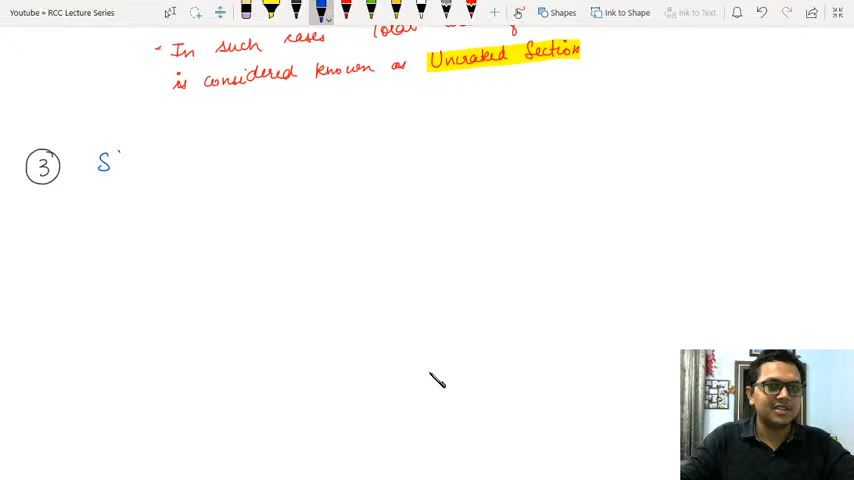 Youtube » RCC Lecture Series
Shapes
Ink to Shape
Ink to Text
- In such cases Total
is considered known as Uncraked Section
3 S